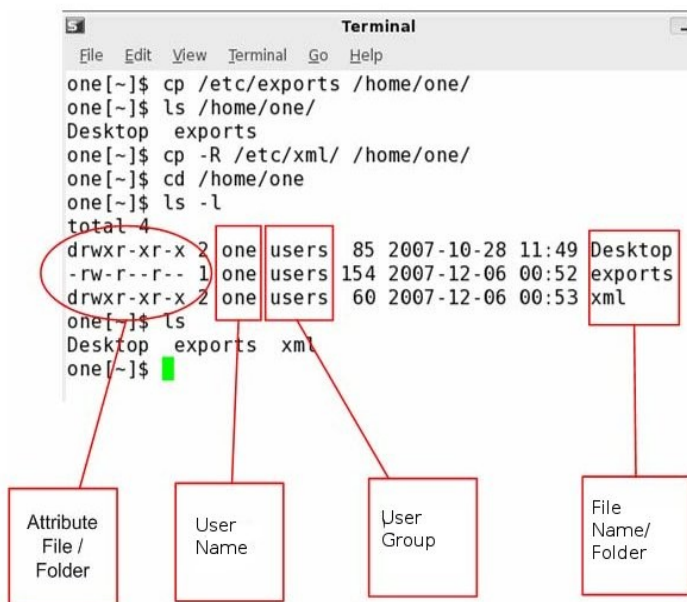 Terminal
File Edit View Terminal Go Help
one[~]$ cp /etc/exports /home/one/
one[~]$ ls /home/one/
Desktop exports
one[~]$ cp -R /etc/xml/ /home/one/
one[~]$ cd /home/one
one[~]$ ls -l
total 4
drwxr-xr-x 2 one users 85 2007-10-28 11:49 Desktop
-rw-r--r-- 1 one users 154 2007-12-06 00:52 exports
drwxr-xr-x 2 one users 60 2007-12-06 00:53 xml
one[~]$ ls
Desktop exports xml
one[~]$
Attribute
File /
Folder
User
Name
User
Group
File
Name/
Folder